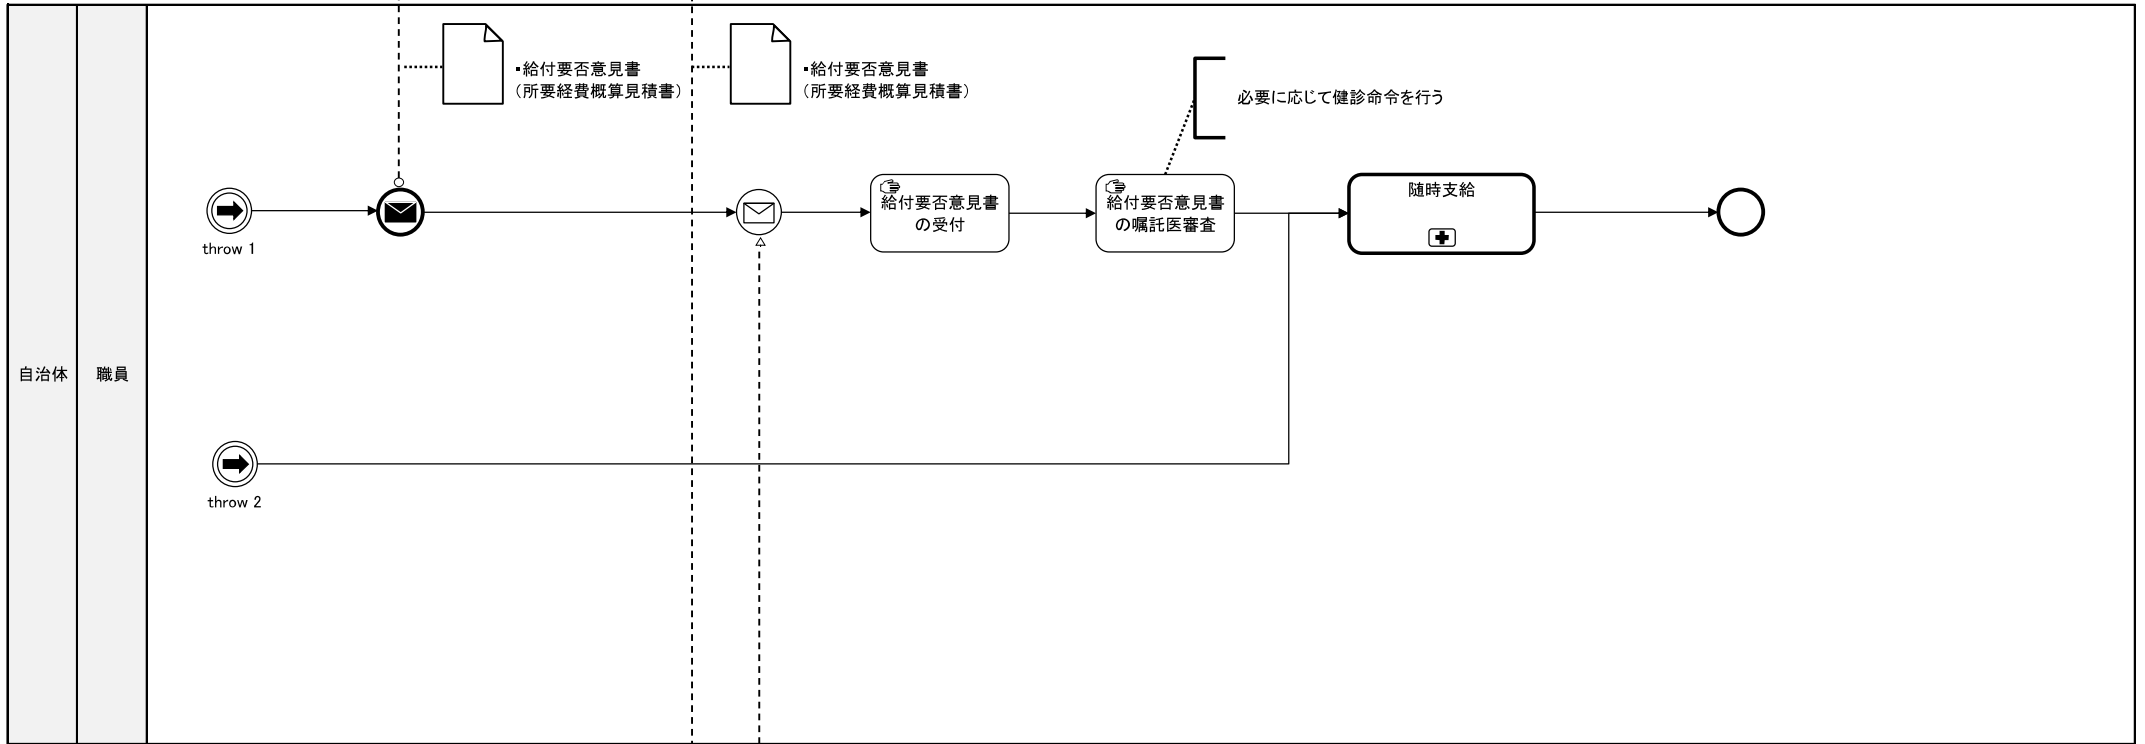 ・給付要否意見書
（所要経費概算見積書）
・給付要否意見書
（所要経費概算見積書）
必要に応じて健診命令を行う
throw 1
給付要否意見書
の受付
給付要否意見書
の嘱託医審査
随時支給
自治体
職員
throw 2